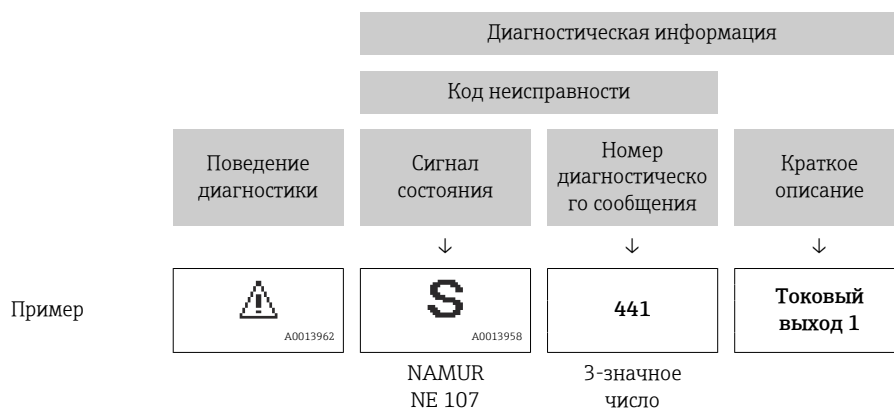 Диагностическая информация
Код неисправности
Поведение
диагностики
Сигнал
состояния
Номер
диагностическо
го сообщения
Краткое
описание
↓ ↓ ↓
Пример
A0013962
S
A0013958
441
Токовый
выход 1
NAMUR
NE 107
3-значное
число